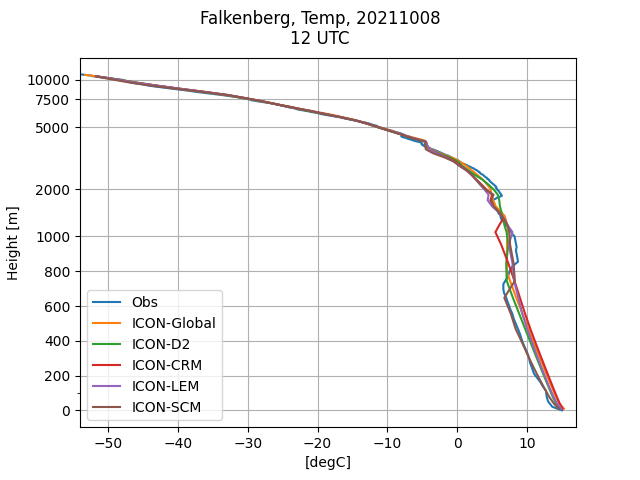 Falkenberg, Temp, 20211008
12 UTC
10000
7500
5000
2000
1000
800
600
400
200
0
Height [m]
Obs
ICON-Global
ICON-D2
ICON-CRM
ICON-LEM
ICON-SCM
−50 −40 −30 −20 −10 0 10
[degC]